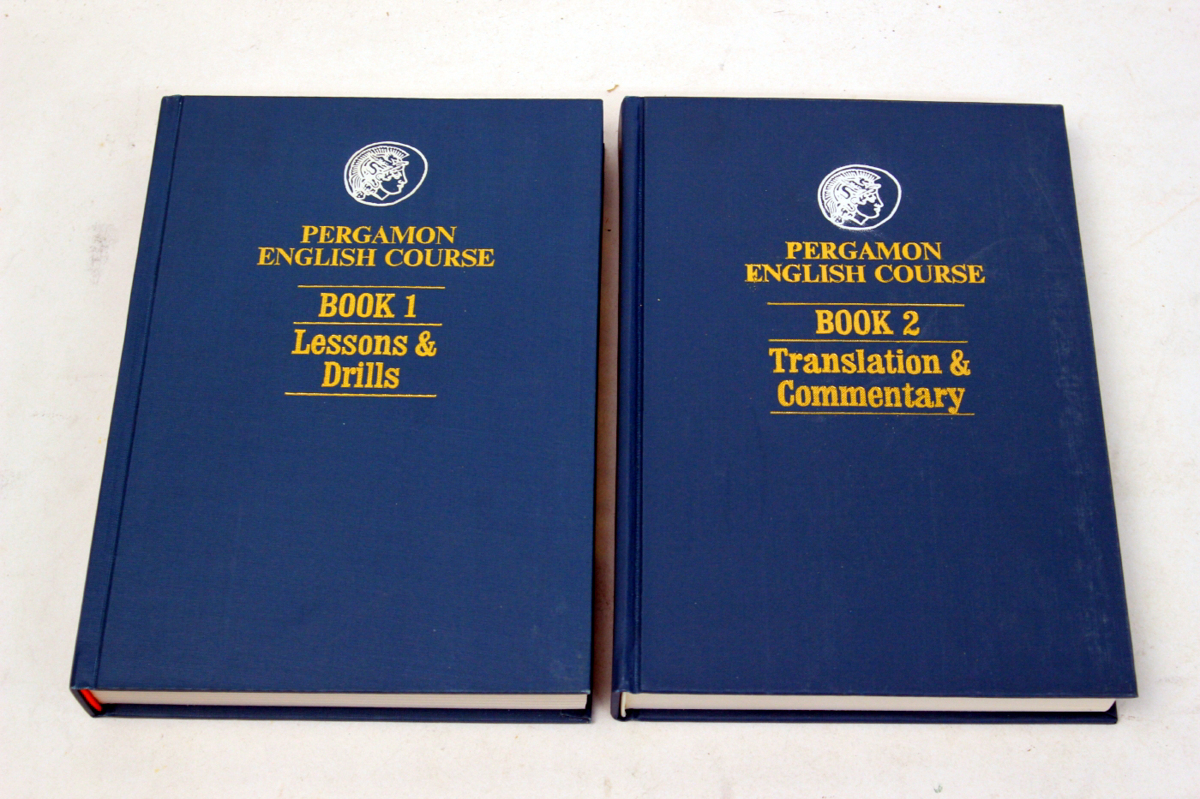 PERGAMON
ENGLISH COURSE
BOOK 1
Lessons &
Drills
PERGAMON
ENGLISH COURSE
BOOK 2
Translation &
Commentary